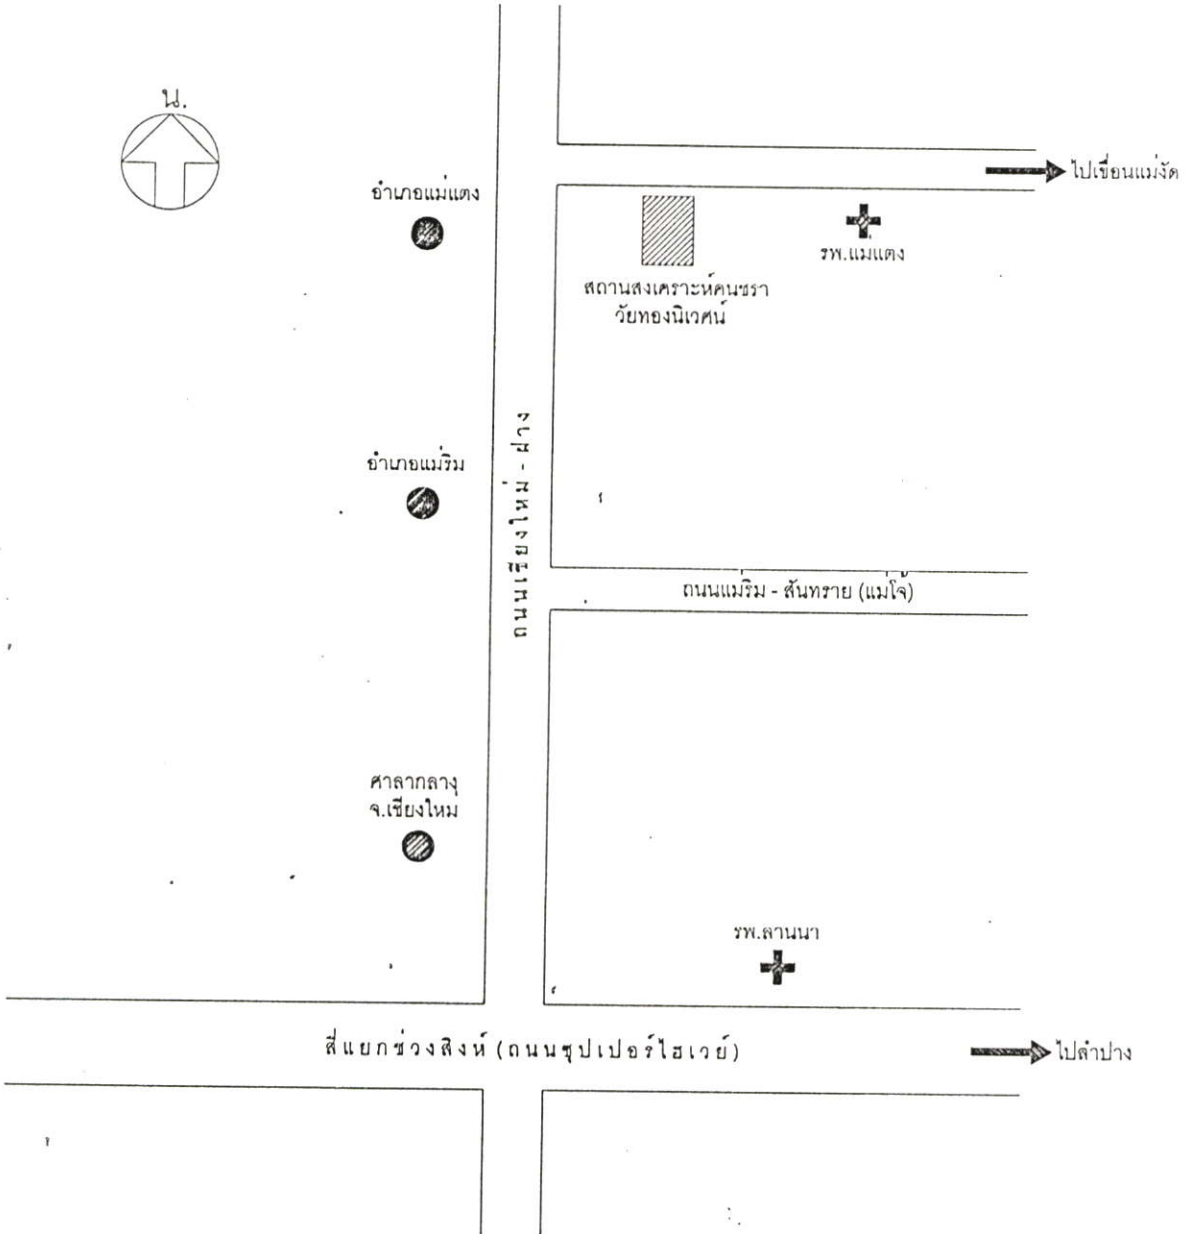 น.
ไปเขื่อนแม่งัด
อำเภอแม่แตง
รพ.แม่แตง
สถานสงเคราะห์คนชรา
วัยทองนิเวศน์
อำเภอแม่ริม
ถนนเชียงใหม่ - ฝาง
ถนนแม่ริม - สันทราย (แม่โจ้)
ศาลากลาง
จ.เชียงใหม่
รพ.ลานนา
สี่แยกข่วงสิงห์ (ถนนซุปเปอร์ไฮเวย์)
ไปลำปาง